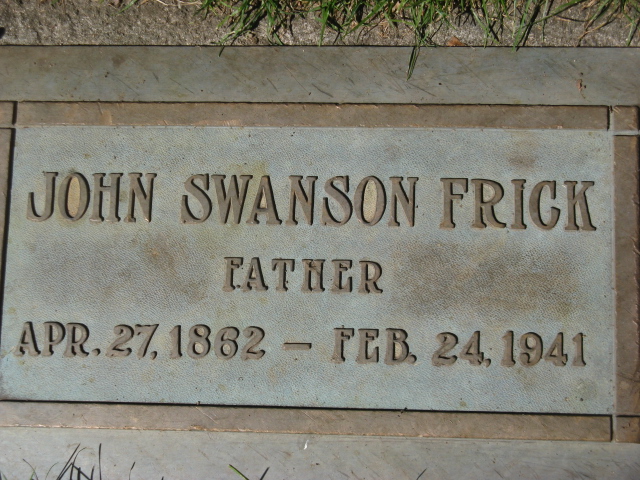 JOHN SWANSON FRICK
FATHER
APR. 27, 1862 – FEB. 24, 1941